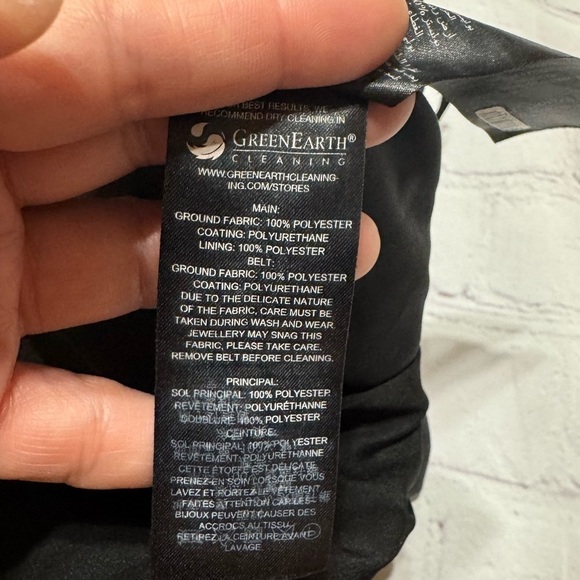 BEST RESULTS, WE
RECOMMEND DRY CLEANING IN
GREENEARTH®
CLEANING
WWW.GREENEARTHCLEANING-
ING.COM/STORES
MAIN:
GROUND FABRIC: 100% POLYESTER
COATING: POLYURETHANE
LINING: 100% POLYESTER
BELT:
GROUND FABRIC: 100% POLYESTER
COATING: POLYURETHANE
DUE TO THE DELICATE NATURE
OF THE FABRIC, CARE MUST BE
TAKEN DURING WASH AND WEAR.
JEWELLERY MAY SNAG THIS
FABRIC, PLEASE TAKE CARE.
REMOVE BELT BEFORE CLEANING.
PRINCIPAL:
SOL PRINCIPAL: 100% POLYESTER
REVÊTEMENT: POLYURÉTHANNE
DOUBLURE: 100% POLYESTER
CEINTURE:
SOL PRINCIPAL: 100% POLYESTER
REVÊTEMENT: POLYURÉTHANNE
CETTE ÉTOFFE EST DÉLICATE.
PRENEZ-EN SOIN LORSQUE VOUS
LAVEZ ET PORTEZ LE VÊTEMENT.
FAITES ATTENTION CAR LES
BIJOUX PEUVENT CAUSER DES
ACCROCS AU TISSU.
RETIREZ LA CEINTURE AVANT
LAVAGE.